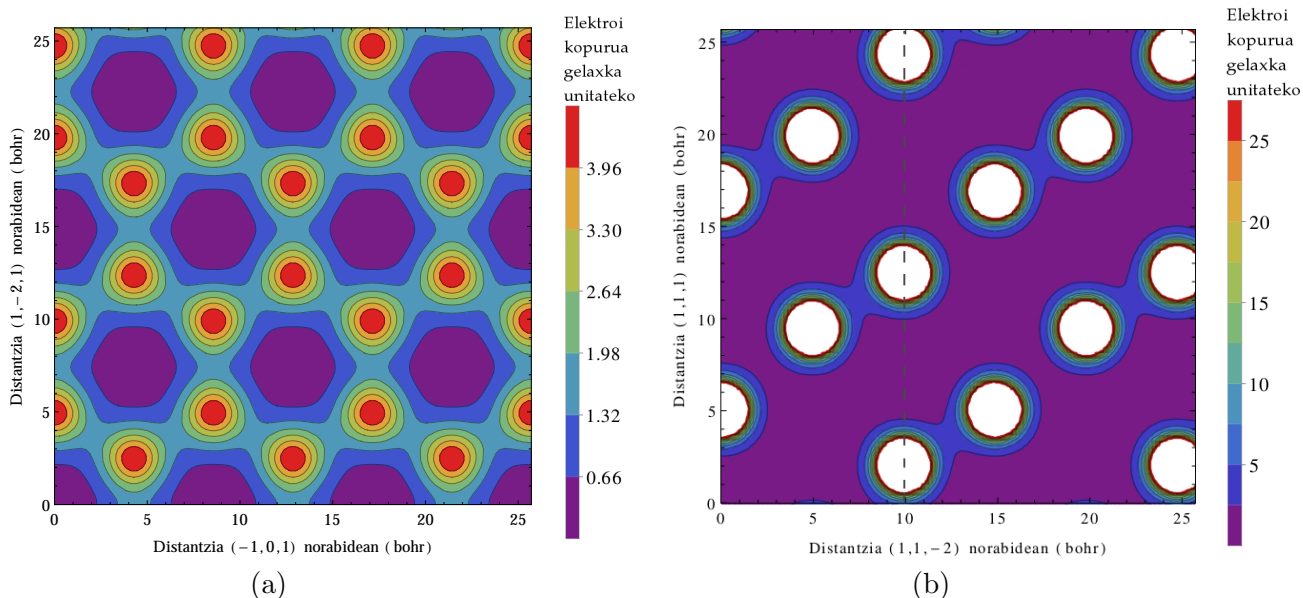 Elektroi
kopurua
gelaxka
unitateko
3.96
3.30
2.64
1.98
1.32
0.66
25
20
15
10
5
0
Distantzia (1,-2,1) norabidean (bohr)
0 5 10 15 20 25
Distantzia (-1,0,1) norabidean (bohr)
(a)
Elektroi
kopurua
gelaxka
unitateko
25
20
15
10
5
25
20
15
10
5
0
Distantzia (1,1,1) norabidean (bohr)
0 5 10 15 20 25
Distantzia (1,1,-2) norabidean (bohr)
(b)